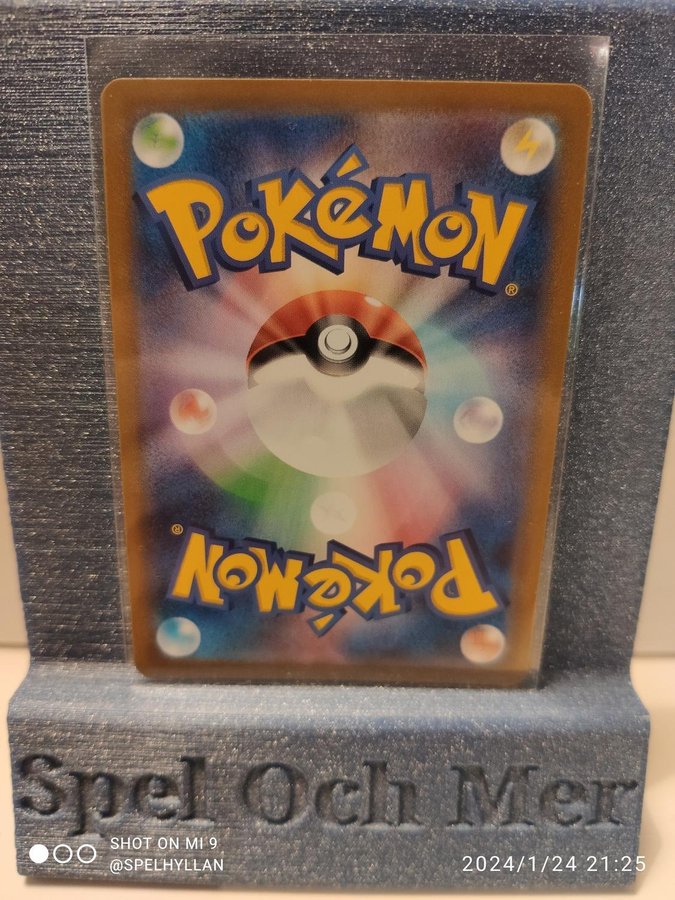 POKéMON
®
®
POKéMON
Spel Och Mer
SHOT ON MI 9
@SPELHYLLAN
2024/1/24 21:25